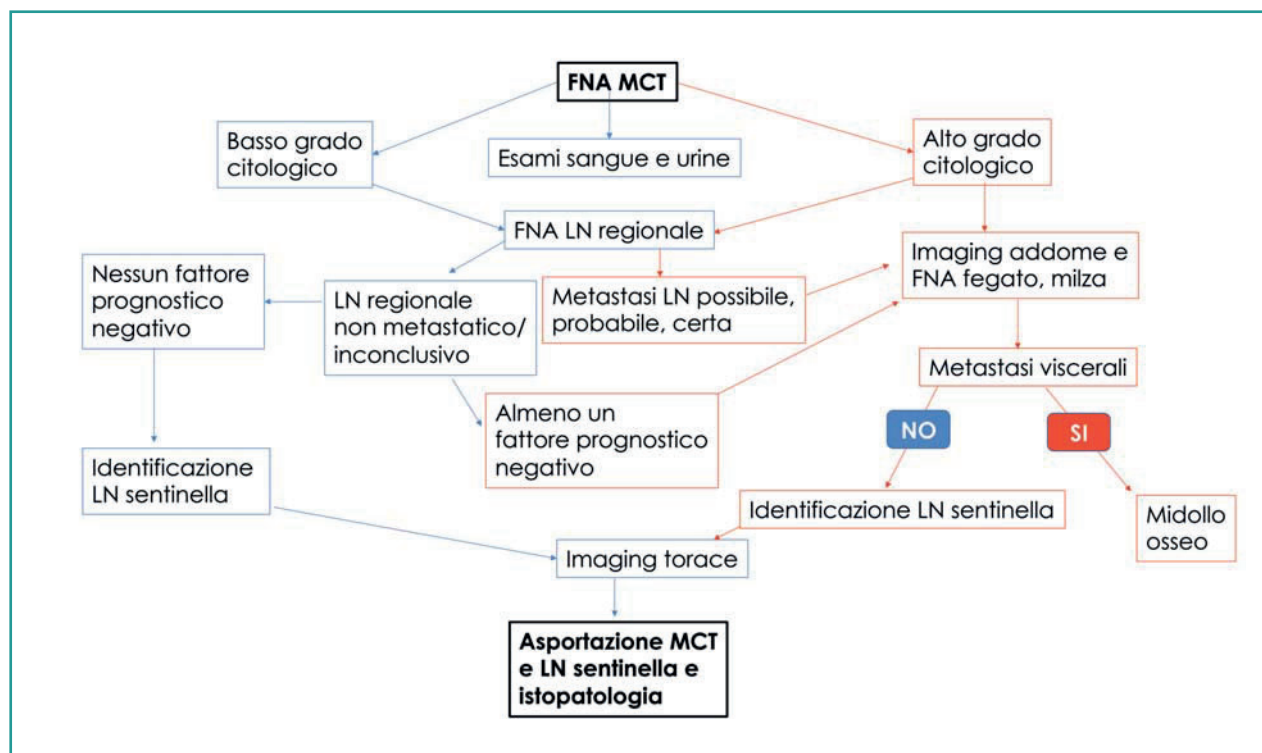 FNA MCT
Basso grado
citologico
Esami sangue e urine
Alto grado
citologico
FNA LN regionale
Imaging addome e
FNA fegato, milza
Nessun fattore
prognostico
negativo
LN regionale
non metastatico/
inconclusivo
Metastasi LN possibile,
probabile, certa
Metastasi viscerali
Almeno un
fattore prognostico
negativo
NO
SI
Identificazione
LN sentinella
Identificazione LN sentinella
Midollo
osseo
Imaging torace
Asportazione MCT
e LN sentinella e
istopatologia